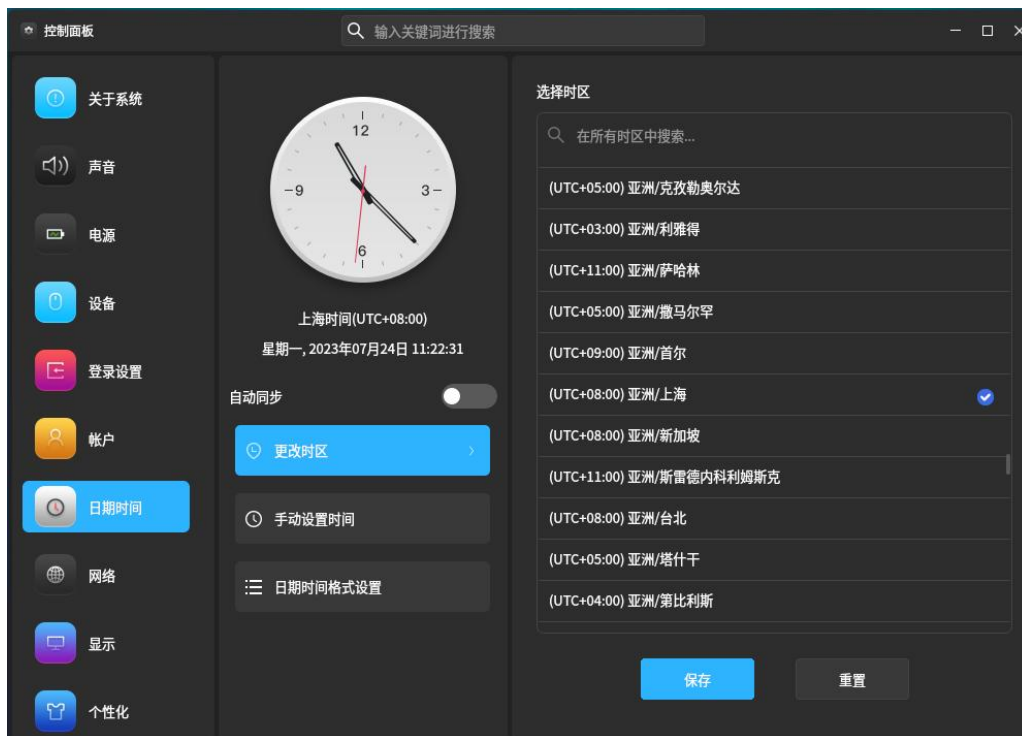 控制面板
输入关键词进行搜索
关于系统
声音
电源
设备
登录设置
帐户
日期时间
网络
显示
个性化
12
3
6
9
上海时间(UTC+08:00)
星期一, 2023年07月24日 11:22:31
自动同步
更改时区
手动设置时间
日期时间格式设置
选择时区
在所有时区中搜索...
(UTC+05:00) 亚洲/克孜勒奥尔达
(UTC+03:00) 亚洲/利雅得
(UTC+11:00) 亚洲/萨哈林
(UTC+05:00) 亚洲/撒马尔罕
(UTC+09:00) 亚洲/首尔
(UTC+08:00) 亚洲/上海
(UTC+08:00) 亚洲/新加坡
(UTC+11:00) 亚洲/斯雷德内科利姆斯克
(UTC+08:00) 亚洲/台北
(UTC+05:00) 亚洲/塔什干
(UTC+04:00) 亚洲/第比利斯
保存
重置